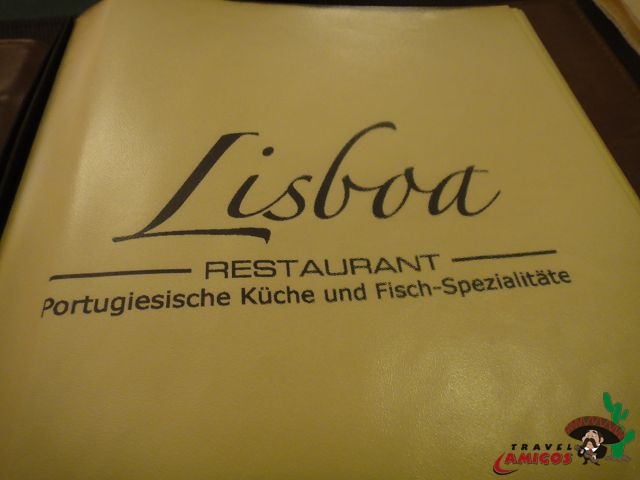 Lisboa
RESTAURANT
Portugiesische Küche und Fisch-Spezialitäte
TRAVEL
AMIGOS